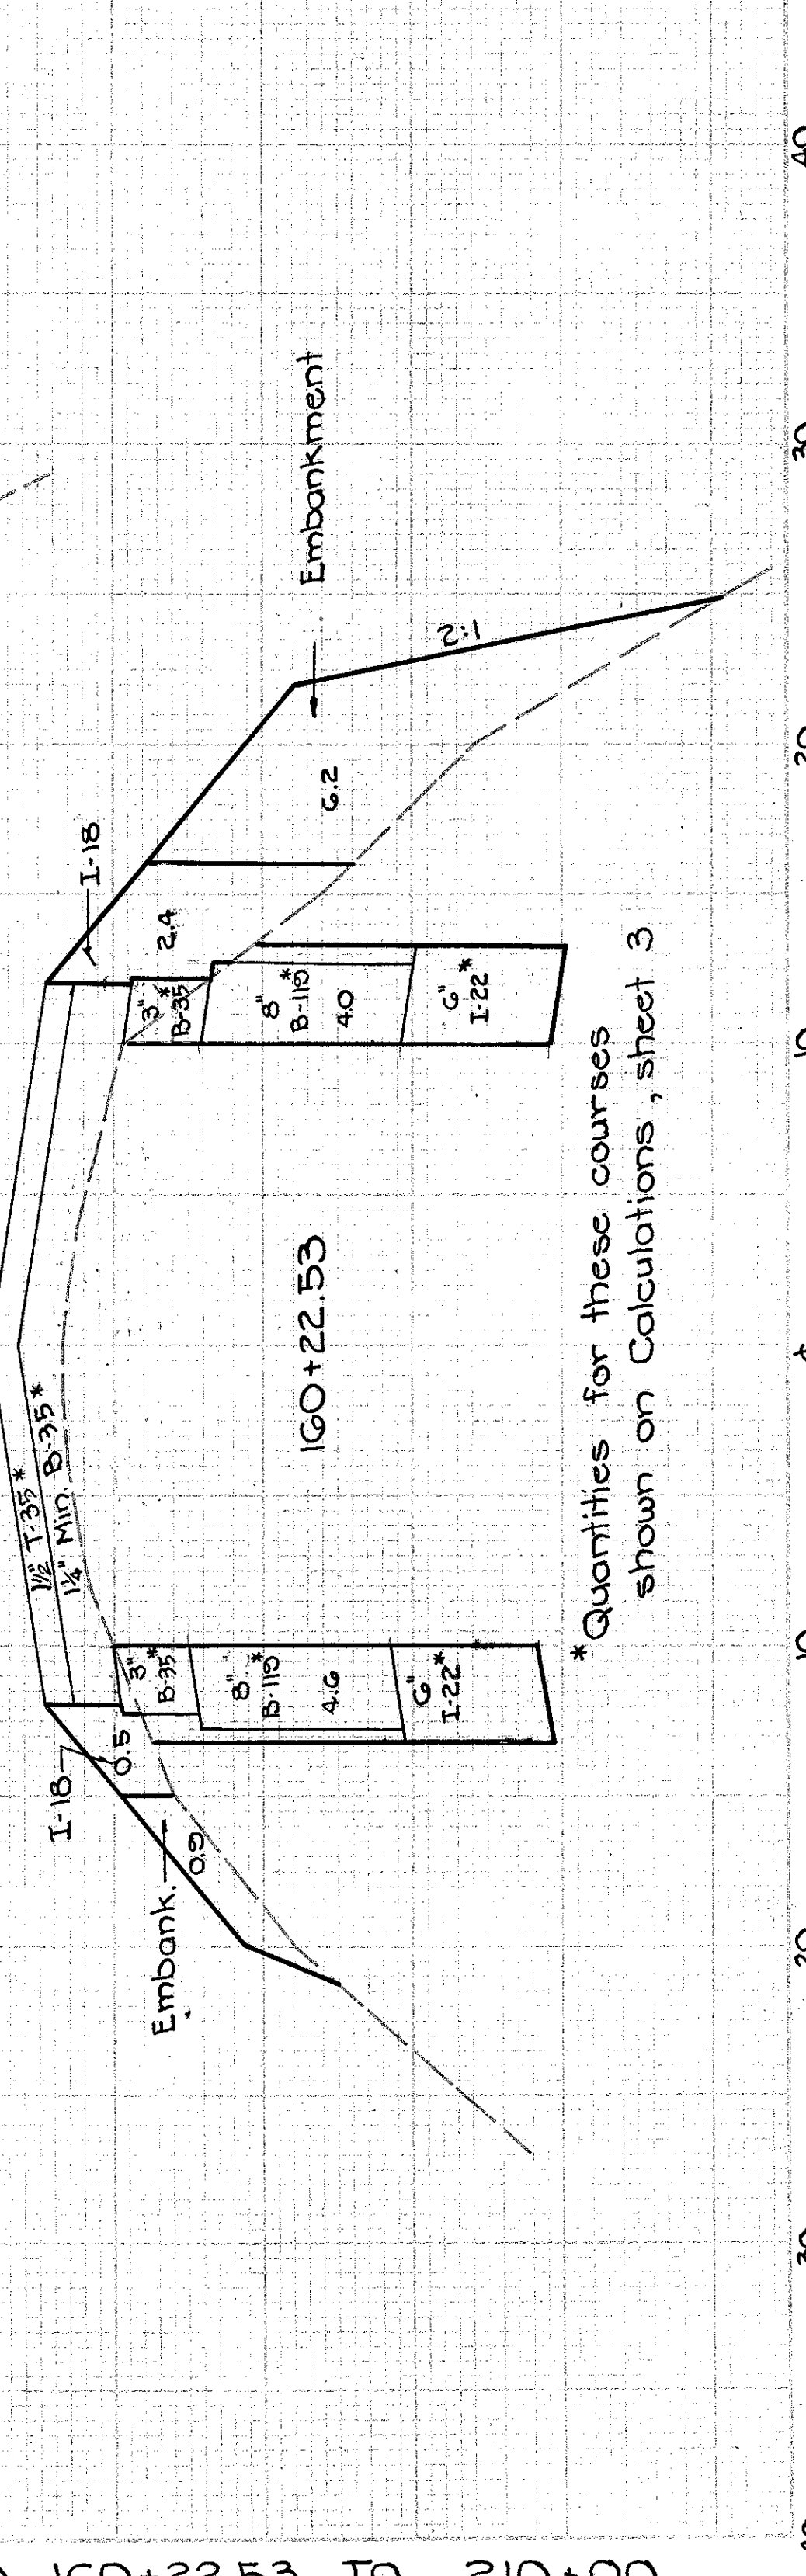 1½" T-35*
1¼" Min. B-35*
I-18
0.5
Embank.
0.9
3"
B-35*
8"
B-119*
4.6
6"
I-22*
160+22.53
3"
B-35*
8"
B-119*
4.0
6"
I-22*
I-18
2.4
6.2
Embankment
1:2
*Quantities for these courses
shown on Calculations, sheet 3
30 20 10 10 20 30 40
160+22.53 TO 210+00